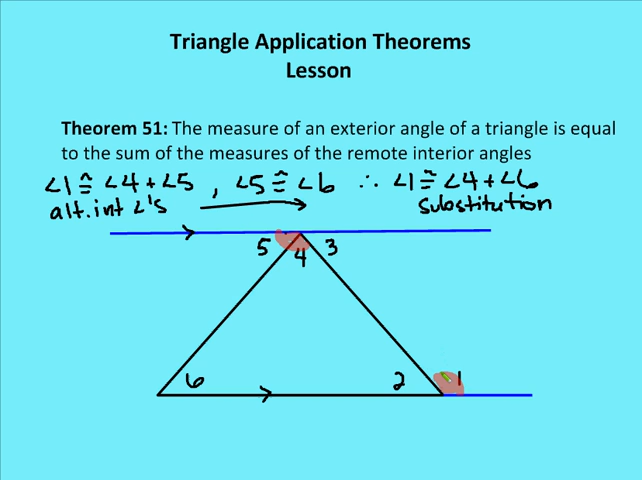 Triangle Application Theorems
Lesson
Theorem 51: The measure of an exterior angle of a triangle is equal
to the sum of the measures of the remote interior angles
∠1 ≅ ∠4 + ∠5 , ∠5 ≅ ∠6 ∴ ∠1 ≅ ∠4 + ∠6
alt. int ∠'s substitution
5 4 3
6 2 1